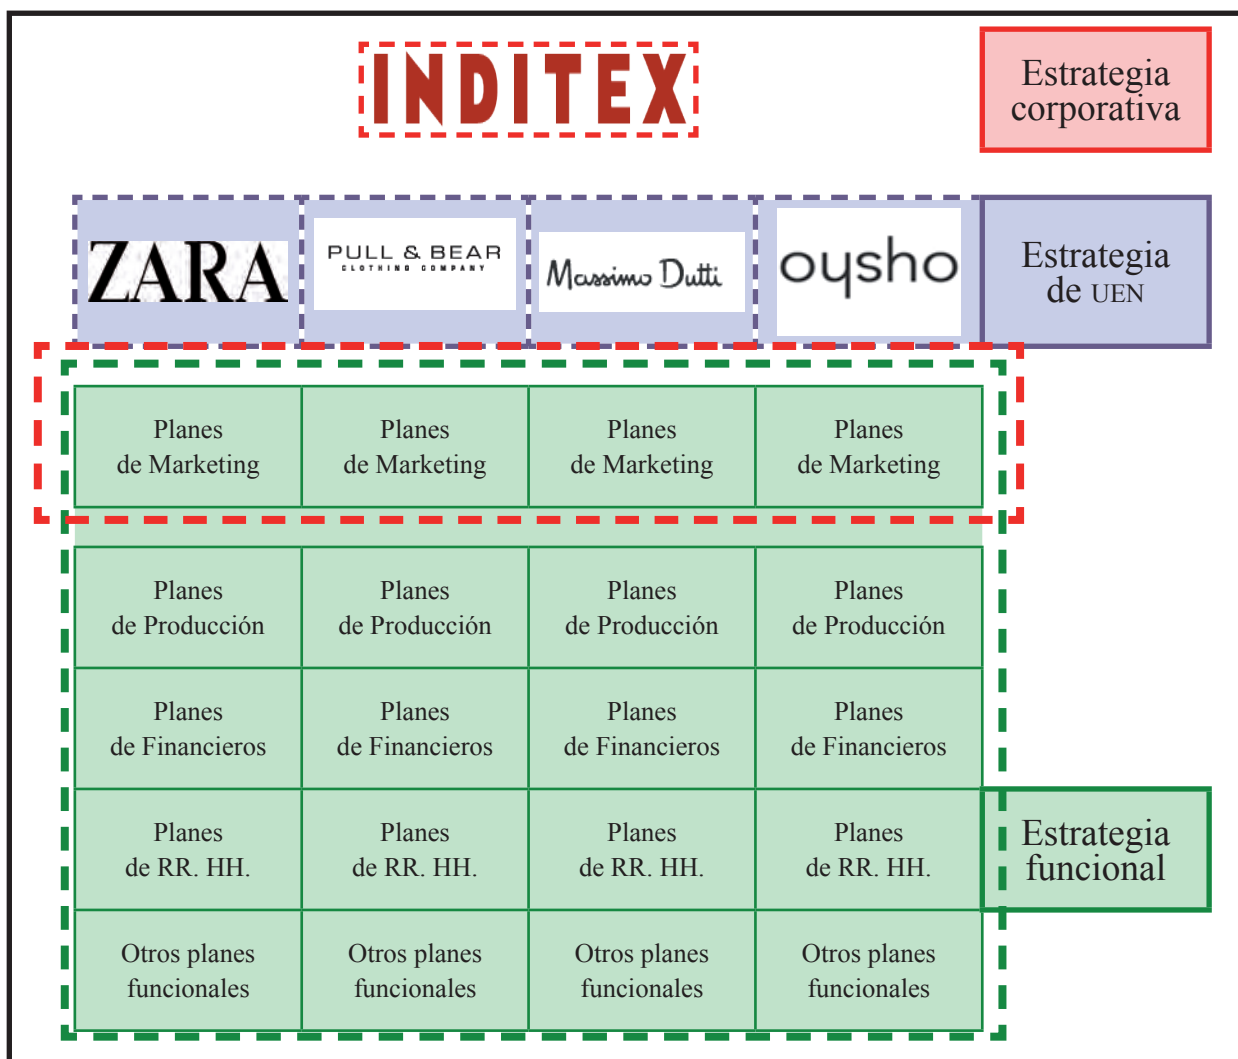 INDITEX
Estrategia
corporativa
ZARA
PULL & BEAR
CLOTHING COMPANY
Massimo Dutti
oysho
Estrategia
de UEN
Planes
de Marketing
Planes
de Marketing
Planes
de Marketing
Planes
de Marketing
Planes
de Producción
Planes
de Producción
Planes
de Producción
Planes
de Producción
Planes
de Financieros
Planes
de Financieros
Planes
de Financieros
Planes
de Financieros
Planes
de RR. HH.
Planes
de RR. HH.
Planes
de RR. HH.
Planes
de RR. HH.
Estrategia
funcional
Otros planes
funcionales
Otros planes
funcionales
Otros planes
funcionales
Otros planes
funcionales